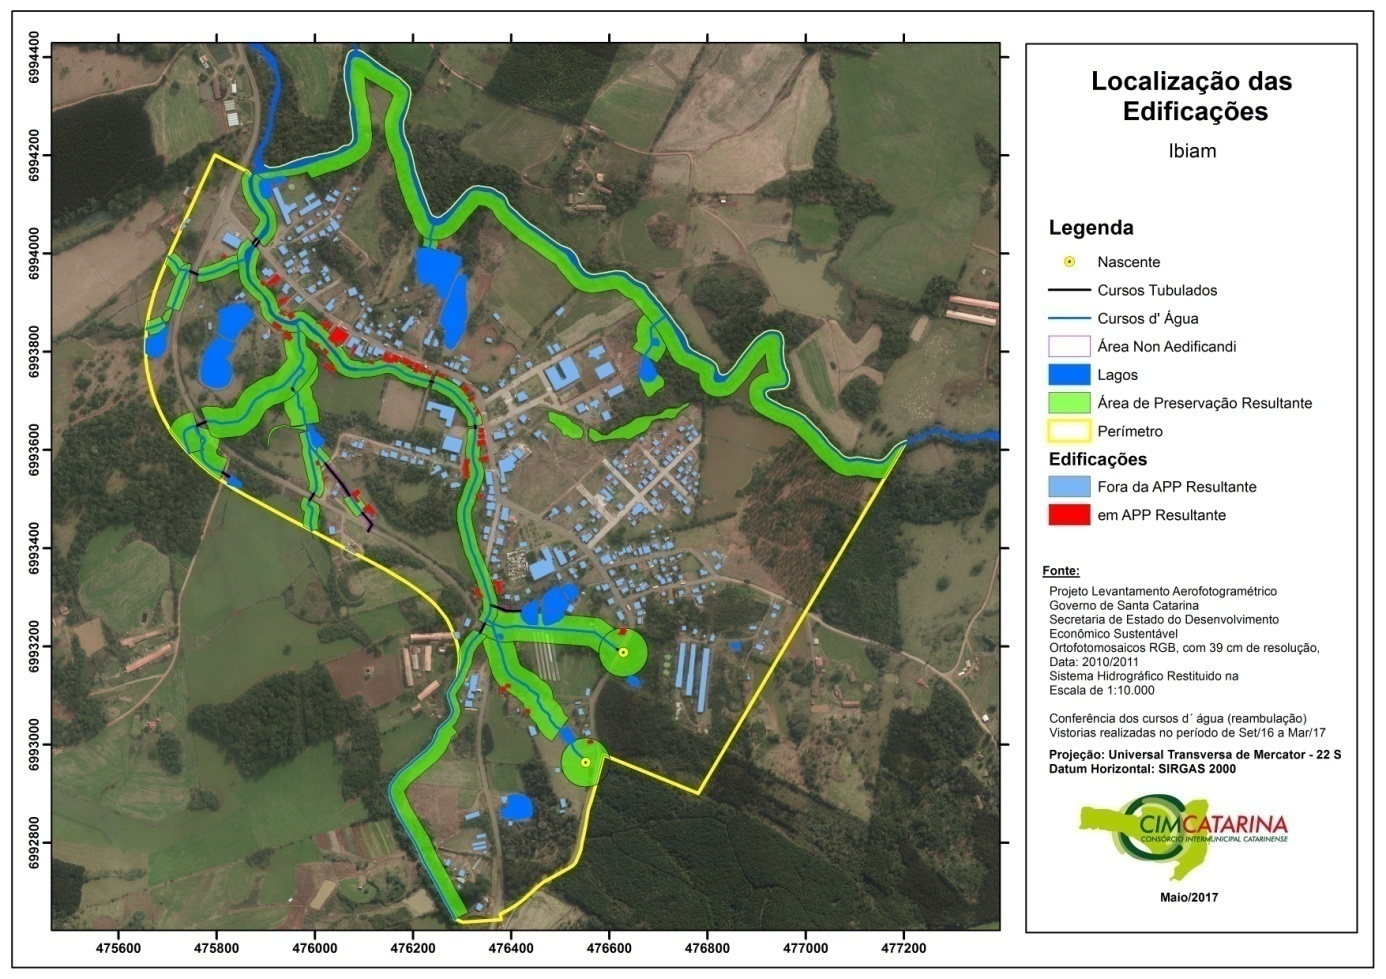 Localização das
Edificações
Ibiam
Legenda
Nascente
Cursos Tubulados
Cursos d' Água
Área Non Aedificandi
Lagos
Área de Preservação Resultante
Perímetro
Edificações
Fora da APP Resultante
em APP Resultante
Fonte:
Projeto Levantamento Aerofotogramétrico
Governo de Santa Catarina
Secretaria de Estado do Desenvolvimento
Econômico Sustentável
Ortofotomosaicos RGB, com 39 cm de resolução,
Data: 2010/2011
Sistema Hidrográfico Restituido na
Escala de 1:10.000
Conferência dos cursos d´ água (reambulação)
Vistorias realizadas no período de Set/16 a Mar/17
Projeção: Universal Transversa de Mercator - 22 S
Datum Horizontal: SIRGAS 2000
CIMCATARINA
CONSÓRCIO INTERMUNICIPAL CATARINENSE
Maio/2017
6994400
6994200
6994000
6993800
6993600
6993400
6993200
6993000
6992800
475600
475800
476000
476200
476400
476600
476800
477000
477200